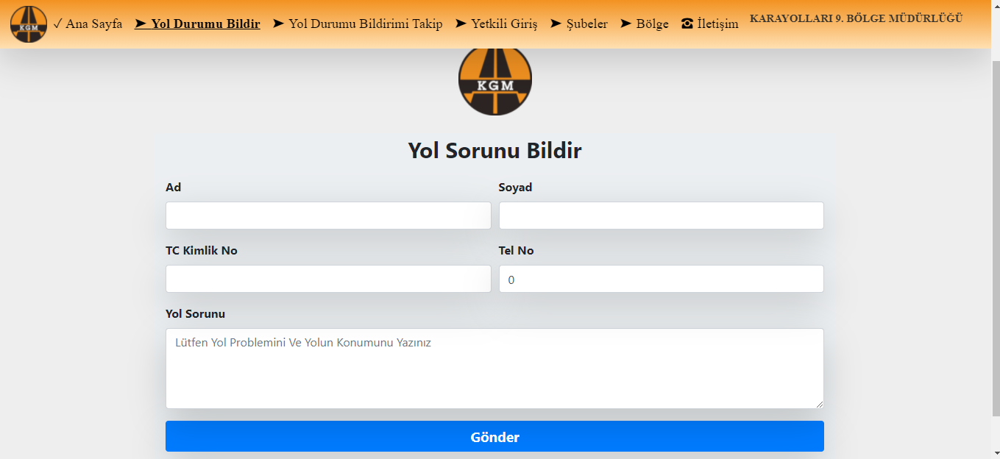 KGM ✓ Ana Sayfa ➤ Yol Durumu Bildir ➤ Yol Durumu Bildirimi Takip ➤ Yetkili Giriş ➤ Şubeler ➤ Bölge ☎ İletişim KARAYOLLARI 9. BÖLGE MÜDÜRLÜĞÜ
KGM
Yol Sorunu Bildir
Ad Soyad
TC Kimlik No Tel No
0
Yol Sorunu
Lütfen Yol Problemini Ve Yolun Konumunu Yazınız
Gönder